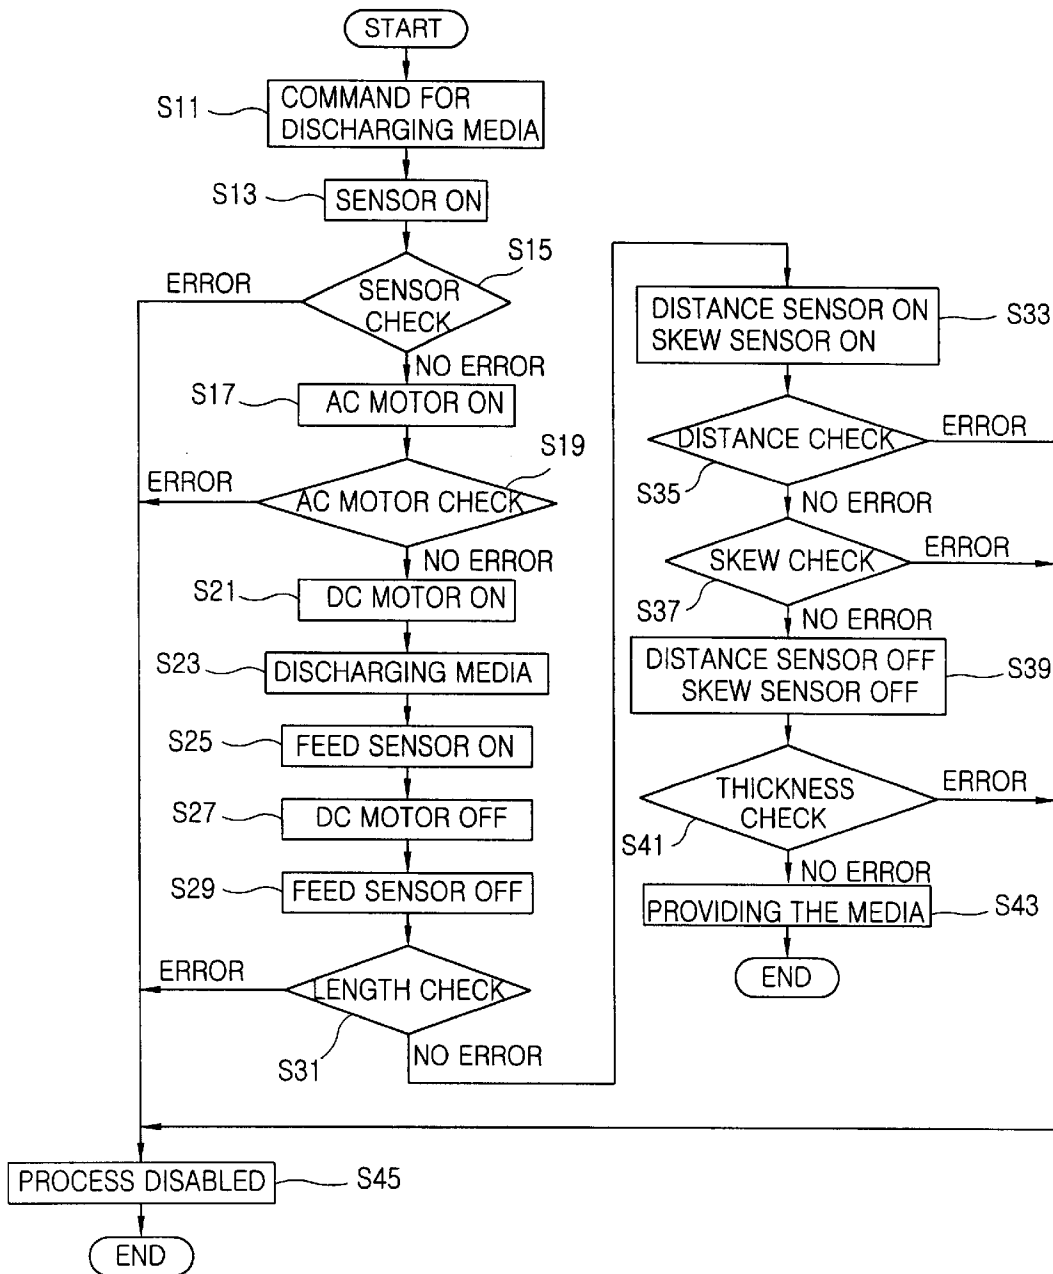 START
S11
COMMAND FOR
DISCHARGING MEDIA
S13
SENSOR ON
S15
ERROR
SENSOR
CHECK
NO ERROR
S17
AC MOTOR ON
S19
ERROR
AC MOTOR CHECK
NO ERROR
S21
DC MOTOR ON
S23
DISCHARGING MEDIA
S25
FEED SENSOR ON
S27
DC MOTOR OFF
S29
FEED SENSOR OFF
ERROR
LENGTH CHECK
S31
NO ERROR
DISTANCE SENSOR ON
SKEW SENSOR ON
S33
DISTANCE CHECK
ERROR
S35
NO ERROR
SKEW CHECK
ERROR
S37
NO ERROR
DISTANCE SENSOR OFF
SKEW SENSOR OFF
S39
THICKNESS
CHECK
ERROR
S41
NO ERROR
PROVIDING THE MEDIA
S43
END
PROCESS DISABLED
S45
END